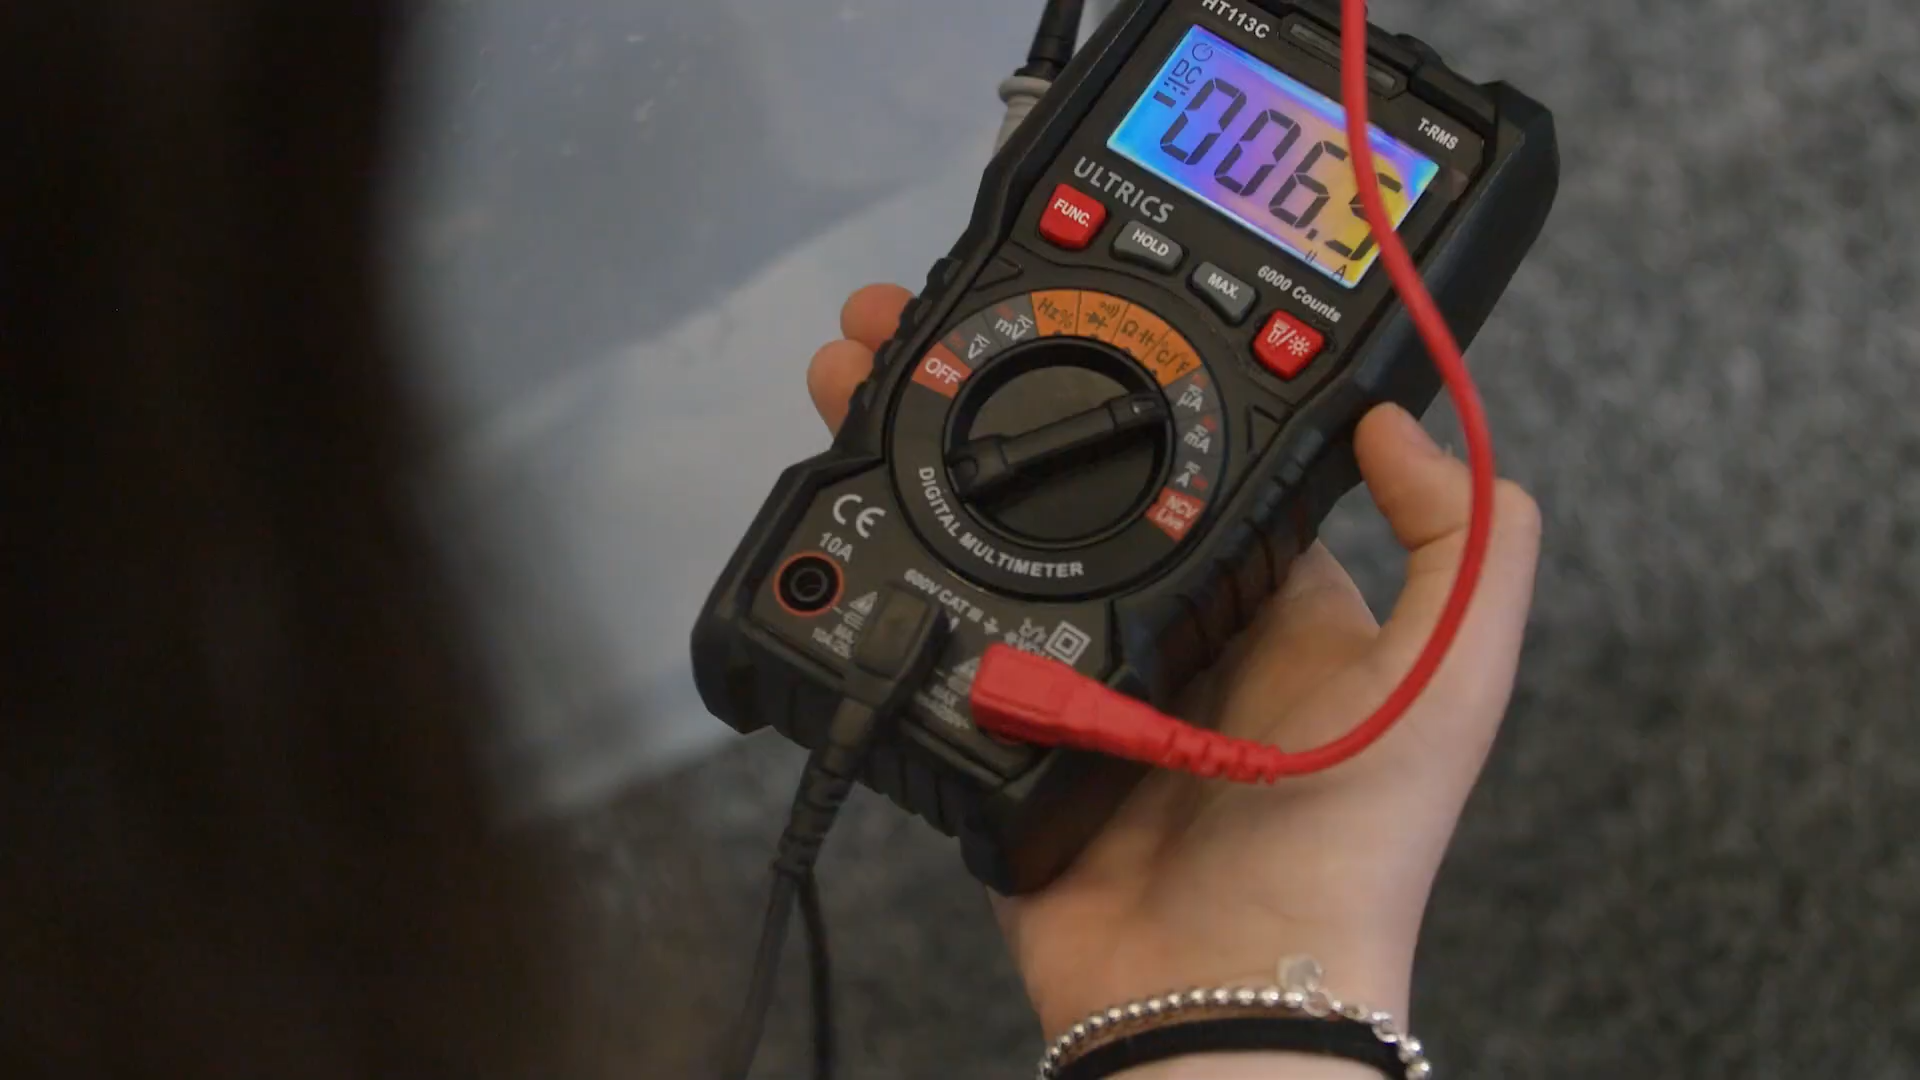 HT113C
T-RMS
DC
-006.5
μ A
ULTRICS
6000 Counts
FUNC.
HOLD
MAX.
OFF
V
mV
Hz%
Ω
°C/°F
μA
mA
A
NCV
Live
DIGITAL MULTIMETER
CE
10A
600V CAT III
MAX